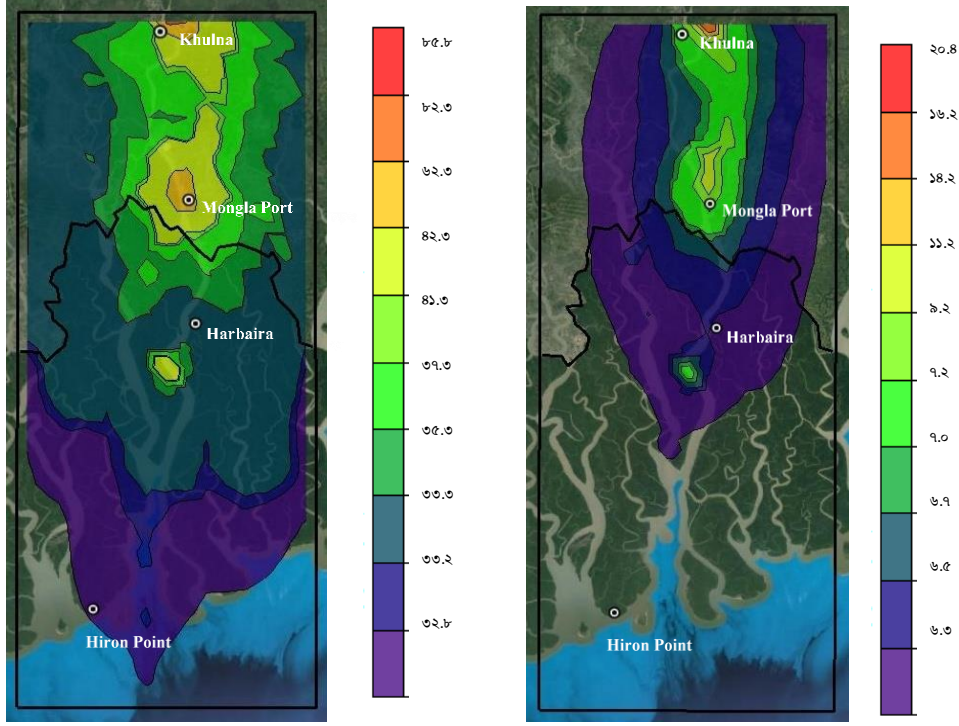 Khulna
Mongla Port
Harbaira
Hiron Point
৮৫.৮
৮২.৩
৬২.৩
৪২.৩
৪১.৩
৩৭.৩
৩৫.৩
৩৩.৩
৩৩.২
৩২.৮
Khulna
Mongla Port
Harbaira
Hiron Point
২০.৪
১৬.২
১৪.২
১১.২
৯.২
৭.২
৭.০
৬.৭
৬.৫
৬.৩